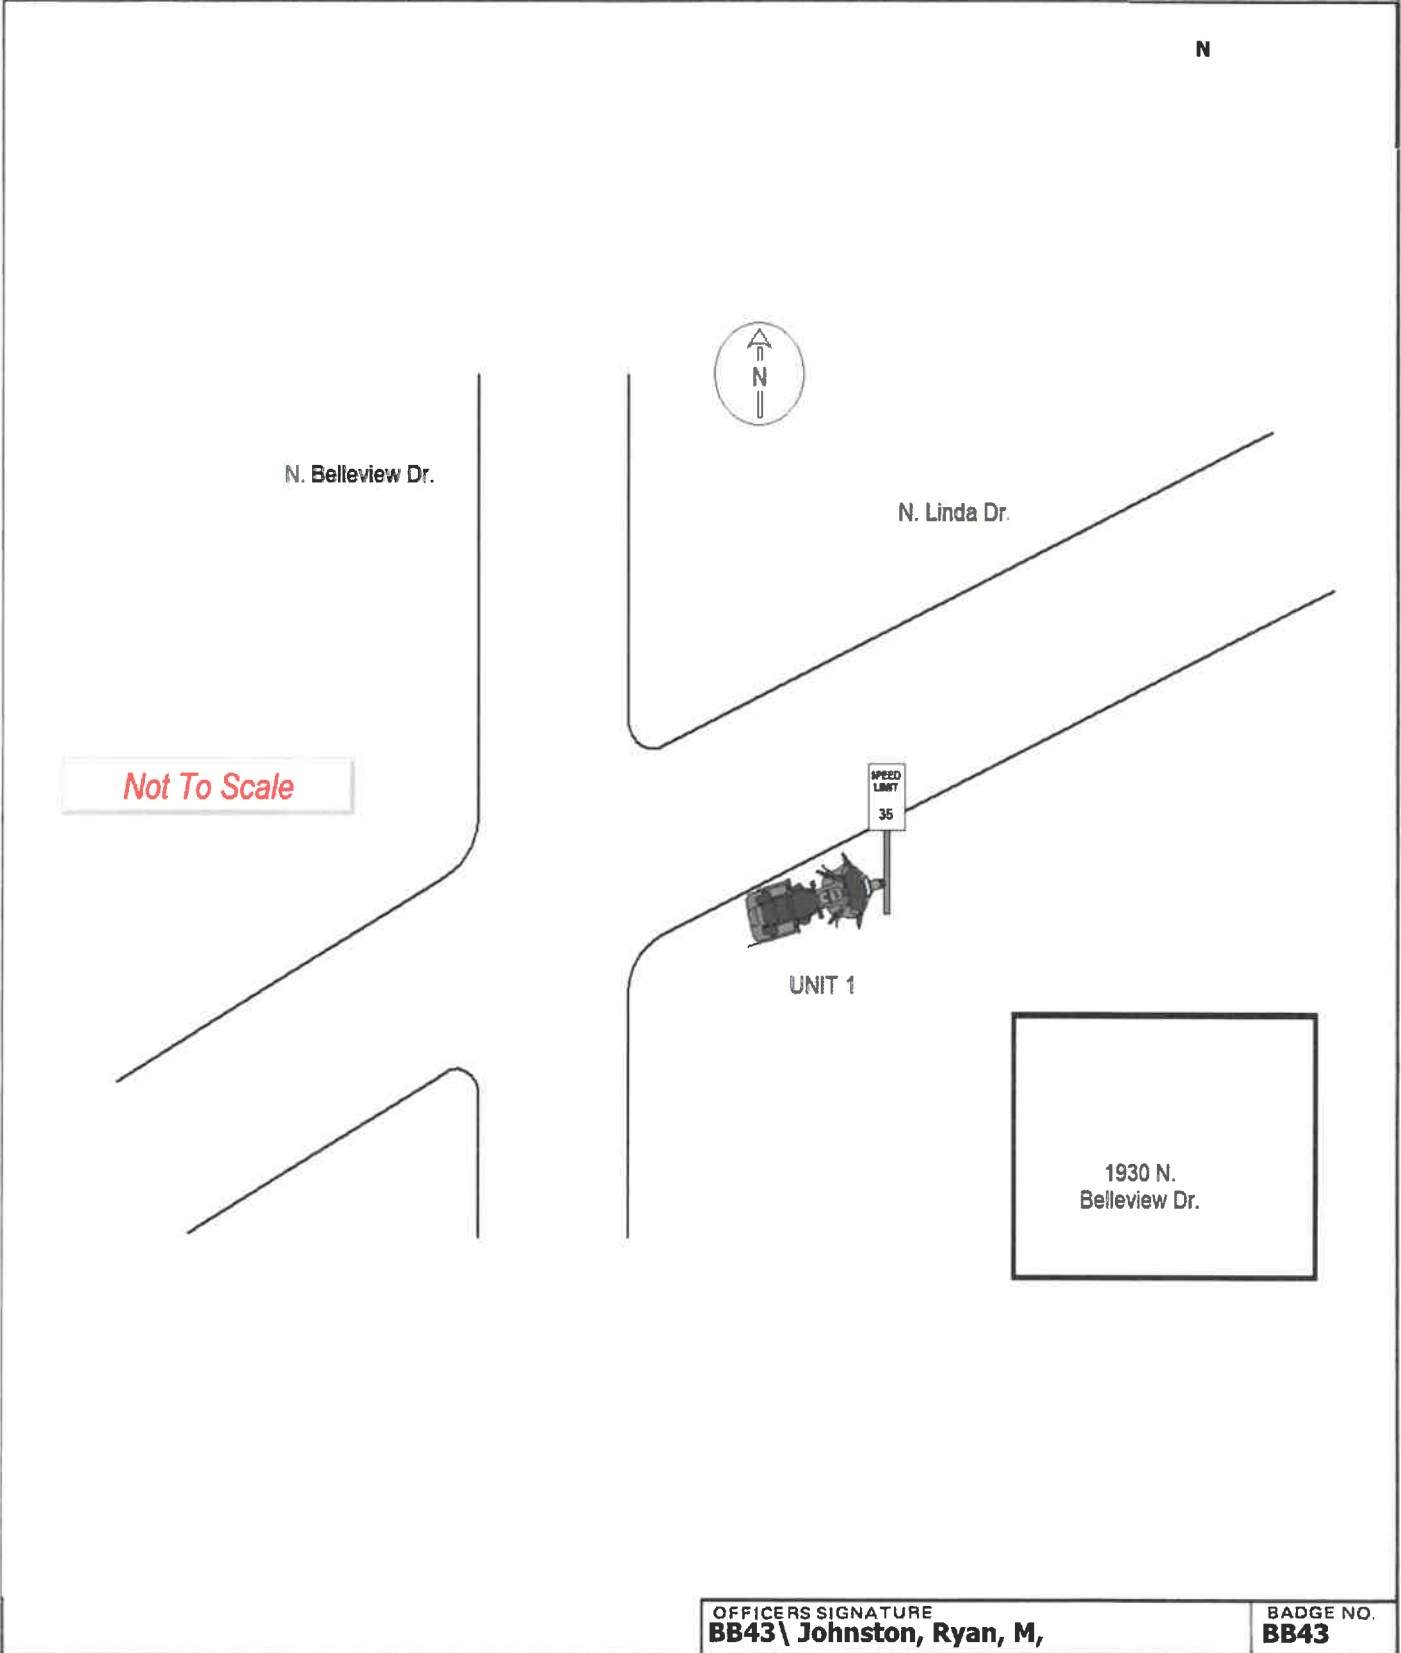 N
N
N. Belleview Dr.
N. Linda Dr.
Not To Scale
SPEED
LIMIT
35
UNIT 1
1930 N.
Belleview Dr.
OFFICERS SIGNATURE
BB43\ Johnston, Ryan, M,
BADGE NO.
BB43